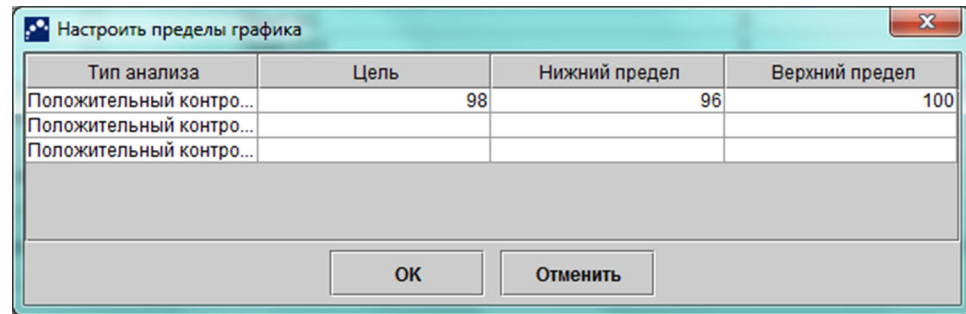 Настроить пределы графика
Тип анализа Цель Нижний предел Верхний предел
Положительный контро... 98 96 100
Положительный контро...
Положительный контро...
OK Отменить